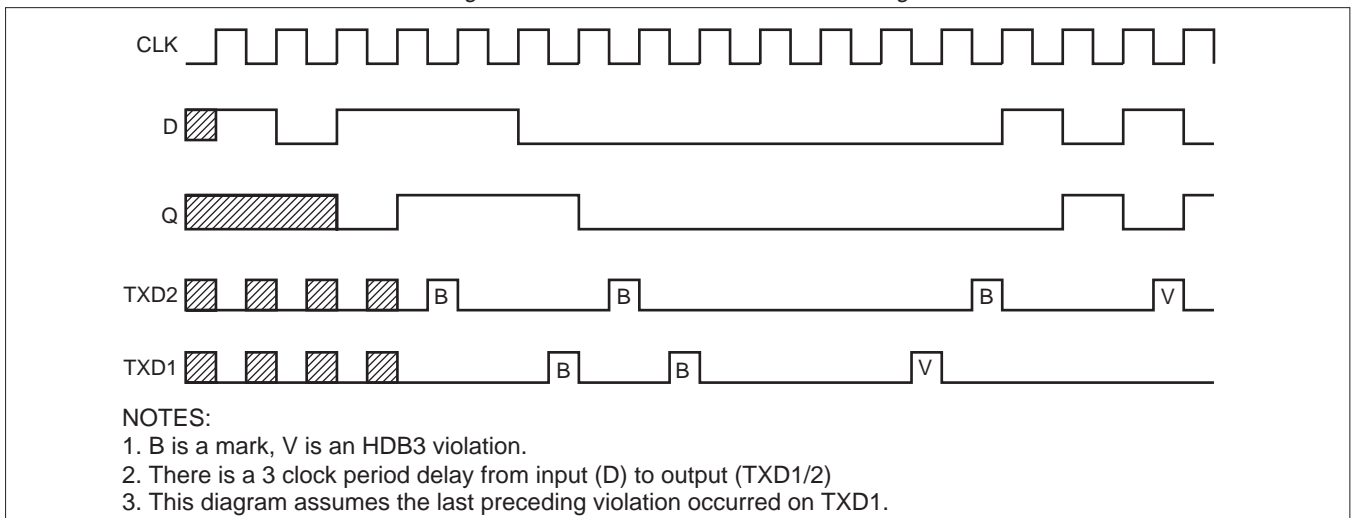 CLK
D
Q
TXD2 B B B V
TXD1 B B V
NOTES:
1. B is a mark, V is an HDB3 violation.
2. There is a 3 clock period delay from input (D) to output (TXD1/2)
3. This diagram assumes the last preceding violation occurred on TXD1.